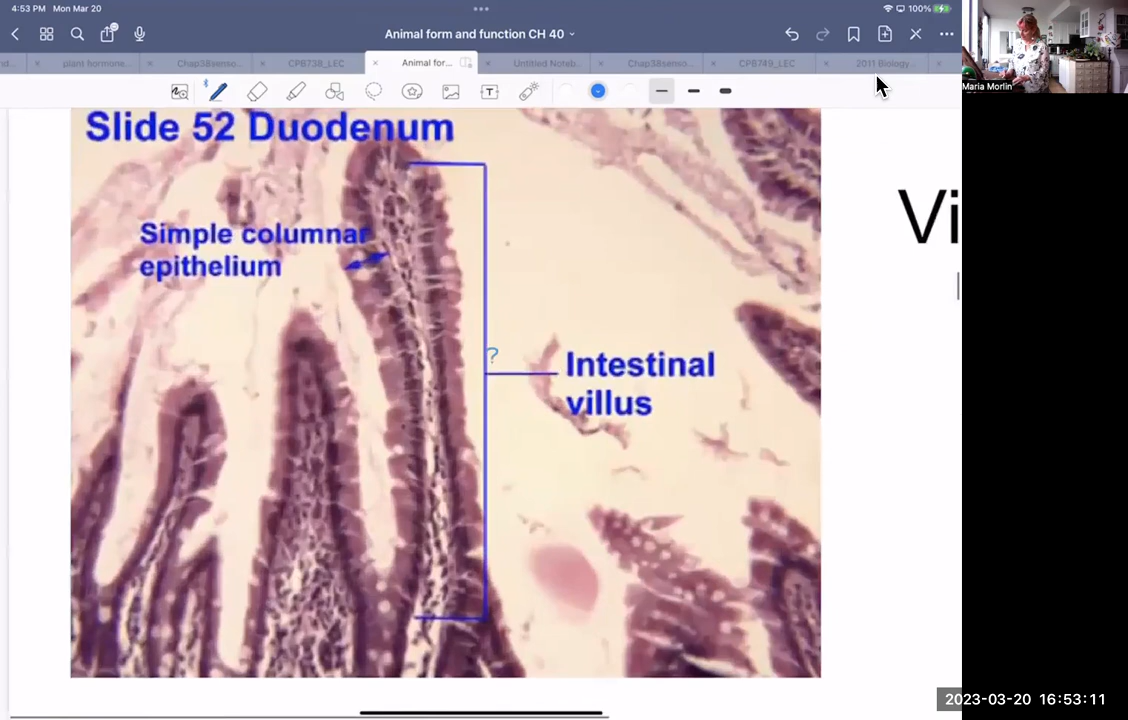 4:53 PM Mon Mar 20
100%
Animal form and function CH 40
plant hormone...
Chap38senso...
CPB738_LEC
Animal for...
Untitled Noteb...
Chap38senso...
CPB749_LEC
2011 Biology...
T
Maria Morlin
Slide 52 Duodenum
Vi
Simple columnar
epithelium
?
Intestinal
villus
2023-03-20 16:53:11